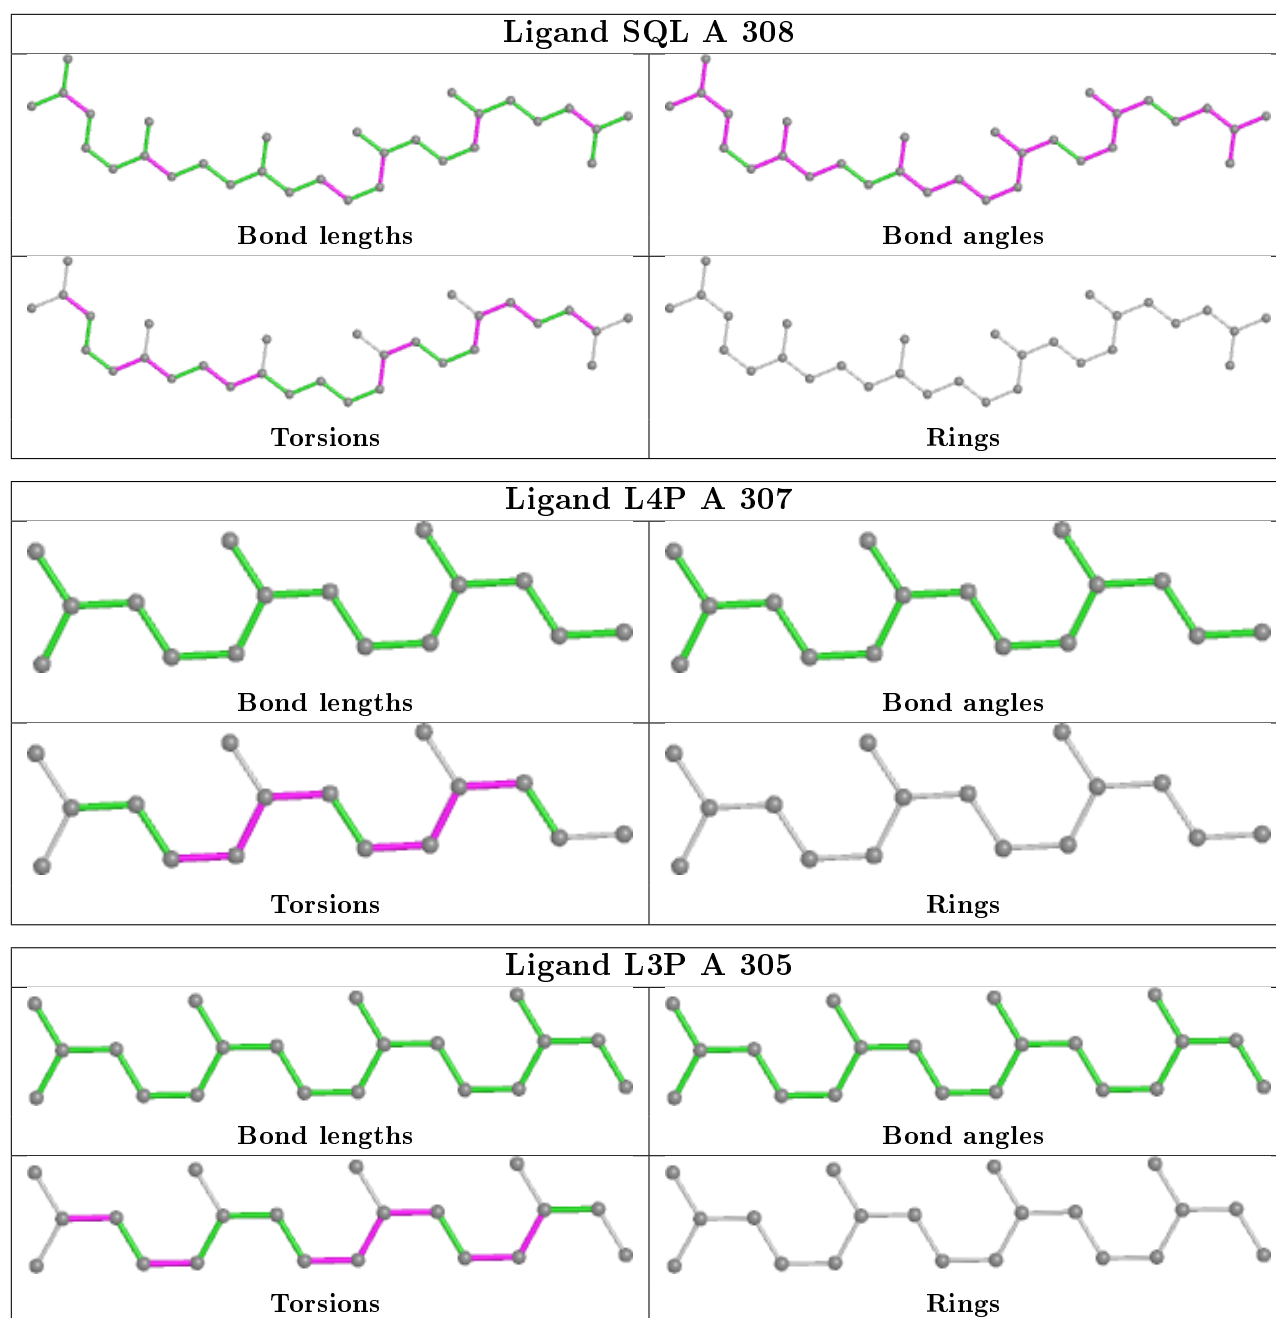 Ligand SQL A 308
Bond lengths
Bond angles
Torsions
Rings
Ligand L4P A 307
Bond lengths
Bond angles
Torsions
Rings
Ligand L3P A 305
Bond lengths
Bond angles
Torsions
Rings